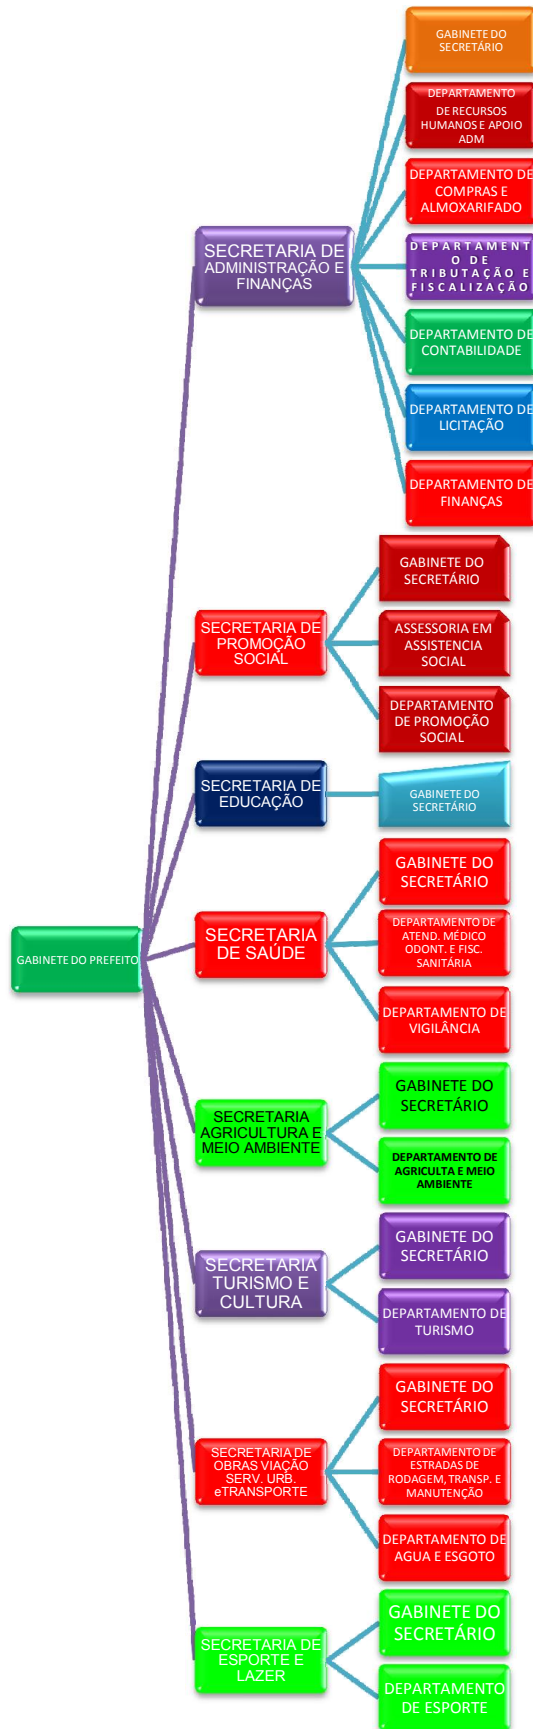 GABINETE DO PREFEITO
SECRETARIA DE
ADMINISTRAÇÃO E
FINANÇAS
GABINETE DO
SECRETÁRIO
DEPARTAMENTO
DE RECURSOS
HUMANOS E APOIO
ADM
DEPARTAMENTO DE
COMPRAS E
ALMOXARIFADO
DEPARTAMENT
O DE
TRIBUTAÇÃO E
FISCALIZAÇÃO
DEPARTAMENTO DE
CONTABILIDADE
DEPARTAMENTO DE
LICITAÇÃO
DEPARTAMENTO DE
FINANÇAS
SECRETARIA DE
PROMOÇÃO
SOCIAL
GABINETE DO
SECRETÁRIO
ASSESSORIA EM
ASSISTENCIA
SOCIAL
DEPARTAMENTO
DE PROMOÇÃO
SOCIAL
SECRETARIA DE
EDUCAÇÃO
GABINETE DO
SECRETÁRIO
SECRETARIA
DE SAÚDE
GABINETE DO
SECRETÁRIO
DEPARTAMENTO DE
ATEND. MÉDICO
ODONT. E FISC.
SANITÁRIA
DEPARTAMENTO DE
VIGILÂNCIA
SECRETARIA
AGRICULTURA E
MEIO AMBIENTE
GABINETE DO
SECRETÁRIO
DEPARTAMENTO DE
AGRICULTA E MEIO
AMBIENTE
SECRETARIA
TURISMO E
CULTURA
GABINETE DO
SECRETÁRIO
DEPARTAMENTO DE
TURISMO
SECRETARIA DE
OBRAS VIAÇÃO
SERV. URB.
eTRANSPORTE
GABINETE DO
SECRETÁRIO
DEPARTAMENTO DE
ESTRADAS DE
RODAGEM, TRANSP. E
MANUTENÇÃO
DEPARTAMENTO DE
AGUA E ESGOTO
SECRETARIA DE
ESPORTE E
LAZER
GABINETE DO
SECRETÁRIO
DEPARTAMENTO
DE ESPORTE